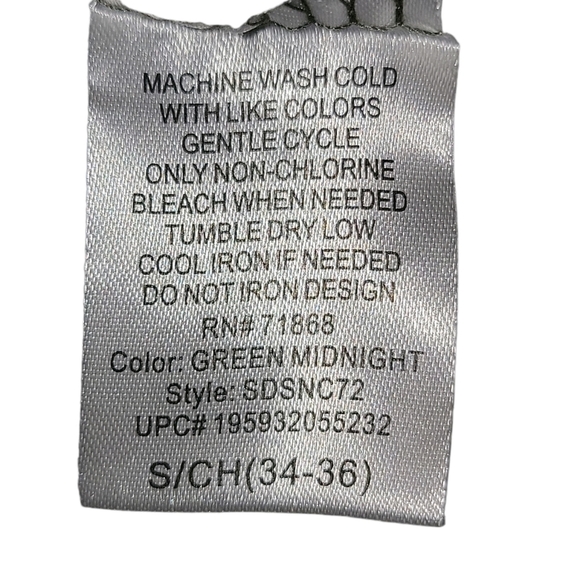 MACHINE WASH COLD
WITH LIKE COLORS
GENTLE CYCLE
ONLY NON-CHLORINE
BLEACH WHEN NEEDED
TUMBLE DRY LOW
COOL IRON IF NEEDED
DO NOT IRON DESIGN
RN# 71868
Color: GREEN MIDNIGHT
Style: SDSNC72
UPC# 195932055232
S/CH(34-36)